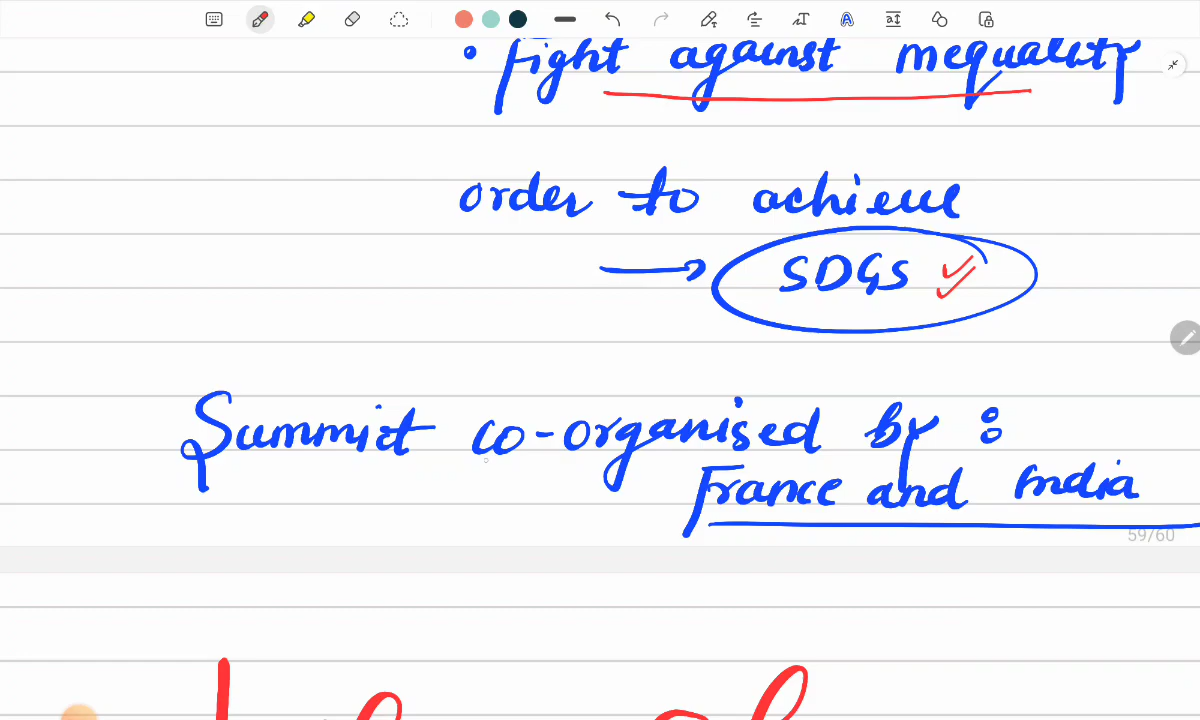 • Fight against inequality
order to achieve
→ SDGs ✓✓
Summit co-organised by :
France and India
59/60